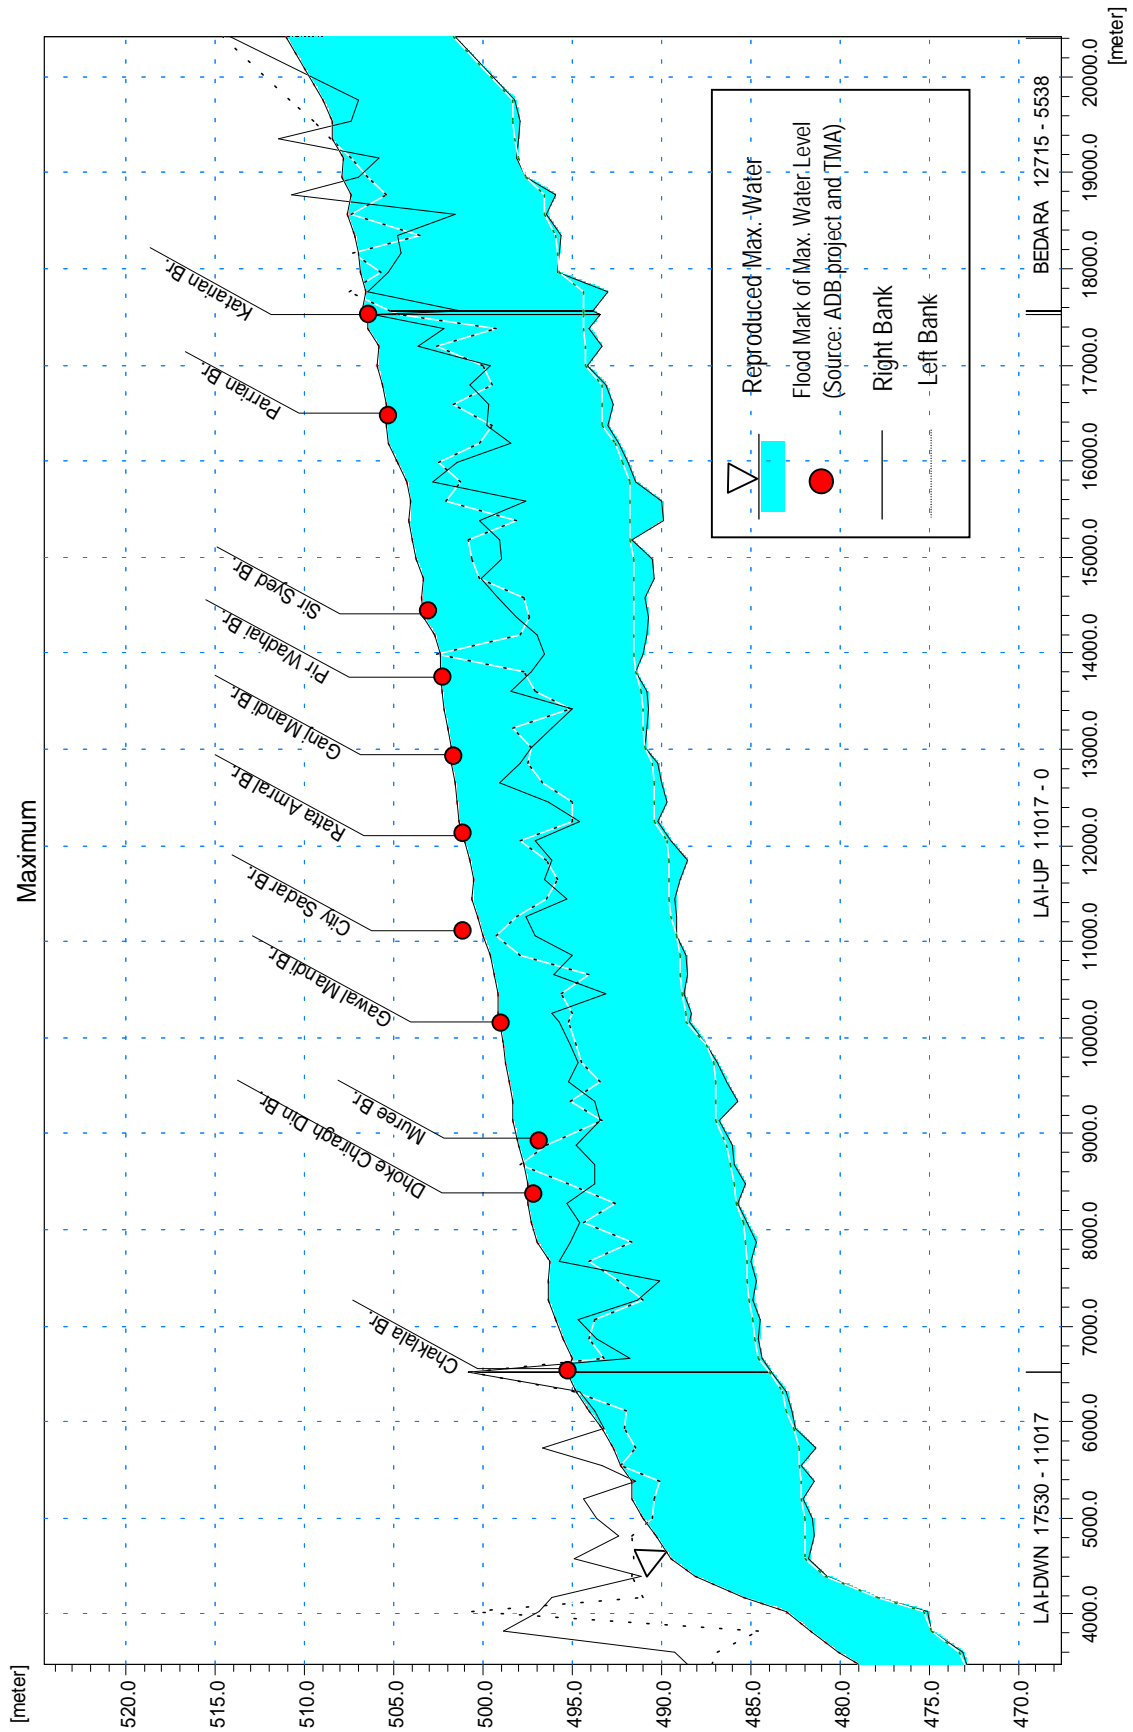 Maximum
[meter]
520.0
515.0
510.0
505.0
500.0
495.0
490.0
485.0
480.0
475.0
470.0
Chaklala Br.
Dhoke Chiragh Din Br.
Muree Br.
Gawal Mandi Br.
City Sadar Br.
Ratta Amral Br.
Ganj Mandi Br.
Pir Wadhai Br.
Sir Syed Br.
Parrian Br.
Katarian Br.
Reproduced Max. Water
Flood Mark of Max. Water Level
(Source: ADB project and TMA)
Right Bank
Left Bank
LAI-DWN 17530 - 11017
LAI-UP 11017 - 0
BEDARA 12715 - 5538
4000.0 5000.0 6000.0 7000.0 8000.0 9000.0 10000.0 11000.0 12000.0 13000.0 14000.0 15000.0 16000.0 17000.0 18000.0 19000.0 20000.0
[meter]